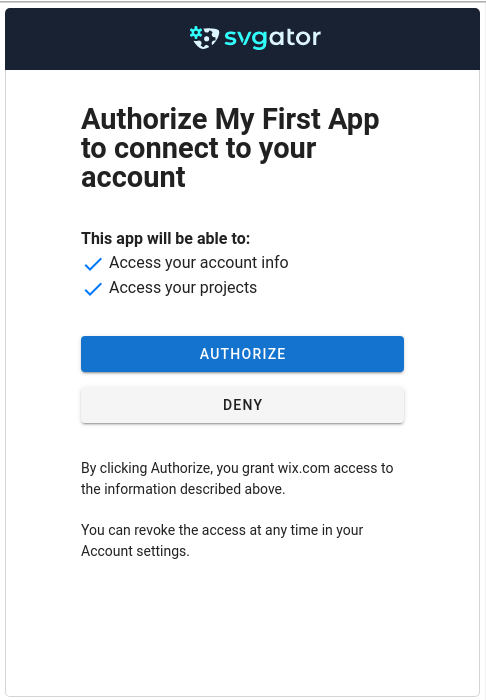 svgator
Authorize My First App
to connect to your
account
This app will be able to:
Access your account info
Access your projects
AUTHORIZE
DENY
By clicking Authorize, you grant wix.com access to
the information described above.
You can revoke the access at any time in your
Account settings.